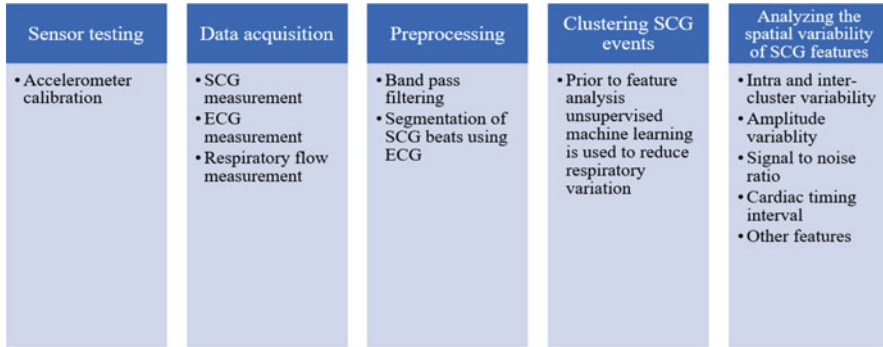 Sensor testing
• Accelerometer
calibration
Data acquisition
• SCG
measurement
• ECG
measurement
• Respiratory flow
measurement
Preprocessing
• Band pass
filtering
• Segmentation of
SCG beats using
ECG
Clustering SCG
events
• Prior to feature
analysis
unsupervised
machine learning
is used to reduce
respiratory
variation
Analyzing the
spatial variability
of SCG features
• Intra and inter-
cluster variability
• Amplitude
variablity
• Signal to noise
ratio
• Cardiac timing
interval
• Other features